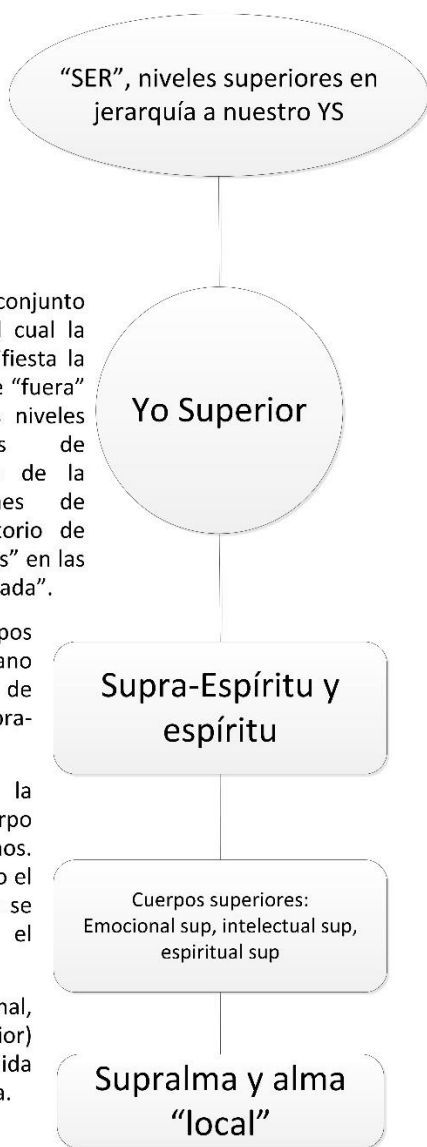 “SER”, niveles superiores en
jerarquía a nuestro YS
conjunto
cual la
fiesta la
“fuera”
niveles
de
de la
de
torio de
s” en las
ada”.
Yo Superior
pos
ano
de
pra-
Supra-Espíritu y
espíritu
la
rpo
nos.
o el
se
el
Cuerpos superiores:
Emocional sup, intelectual sup,
espiritual sup
nal,
ior)
ida
a.
Supralma y alma
“local”